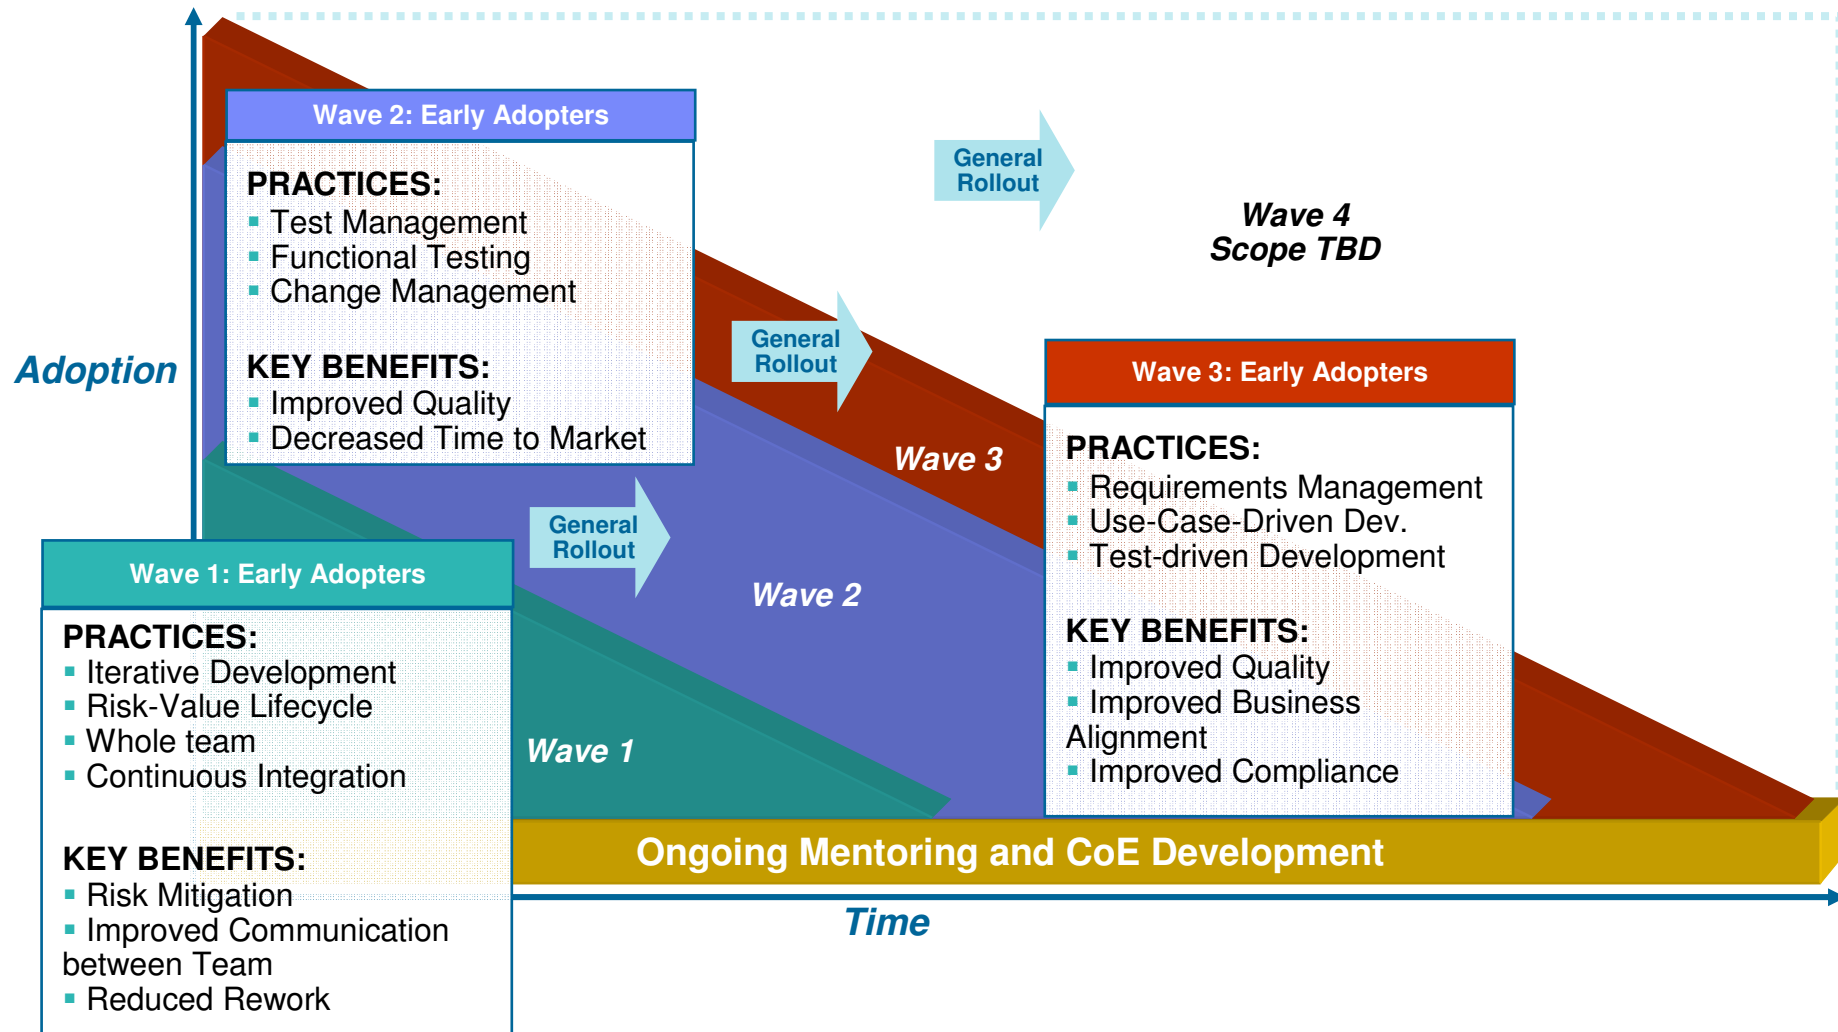 Wave 2: Early Adopters
PRACTICES:
▪ Test Management
▪ Functional Testing
▪ Change Management
KEY BENEFITS:
▪ Improved Quality
▪ Decreased Time to Market
General
Rollout
Wave 4
Scope TBD
General
Rollout
Adoption
Wave 3: Early Adopters
PRACTICES:
▪ Requirements Management
▪ Use-Case-Driven Dev.
▪ Test-driven Development
KEY BENEFITS:
▪ Improved Quality
▪ Improved Business
Alignment
▪ Improved Compliance
Wave 3
General
Rollout
Wave 2
Wave 1: Early Adopters
PRACTICES:
▪ Iterative Development
▪ Risk-Value Lifecycle
▪ Whole team
▪ Continuous Integration
KEY BENEFITS:
▪ Risk Mitigation
▪ Improved Communication
between Team
▪ Reduced Rework
Wave 1
Ongoing Mentoring and CoE Development
Time